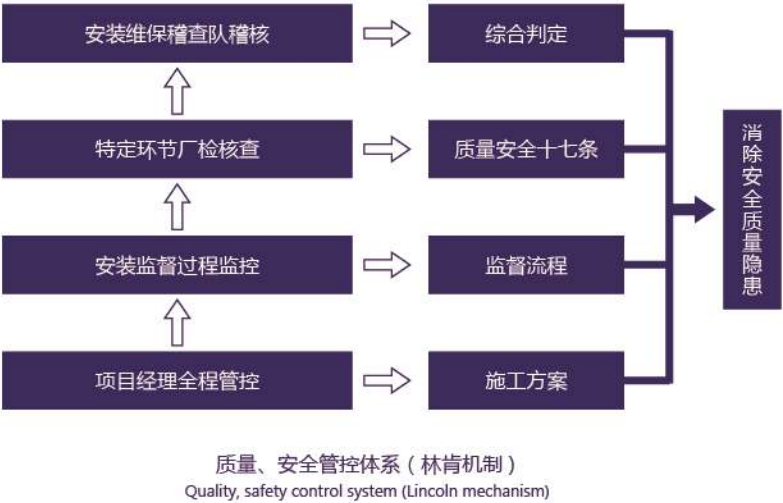 安装维保稽查队稽核
综合判定
特定环节厂检核查
质量安全十七条
安装监督过程监控
监督流程
项目经理全程管控
施工方案
消除安全质量隐患
质量、安全管控体系（林肯机制）
Quality, safety control system (Lincoln mechanism)